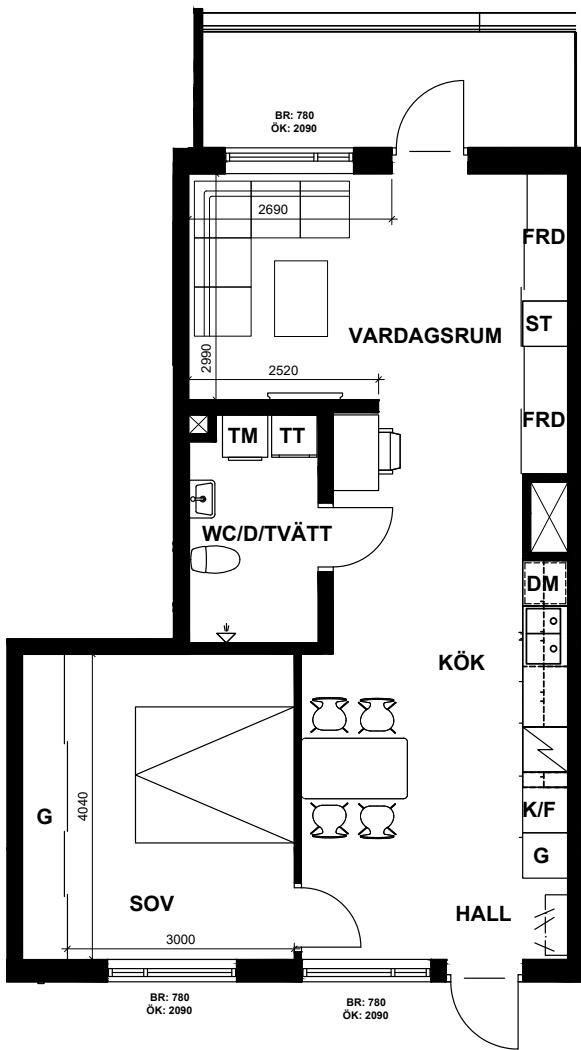 BR: 780
ÖK: 2090
2690
FRD
ST
VARDAGSRUM
2990
2520
FRD
TM
TT
WC/D/TVÄTT
DM
KÖK
K/F
G
4040
G
SOV
HALL
3000
BR: 780
ÖK: 2090
BR: 780
ÖK: 2090